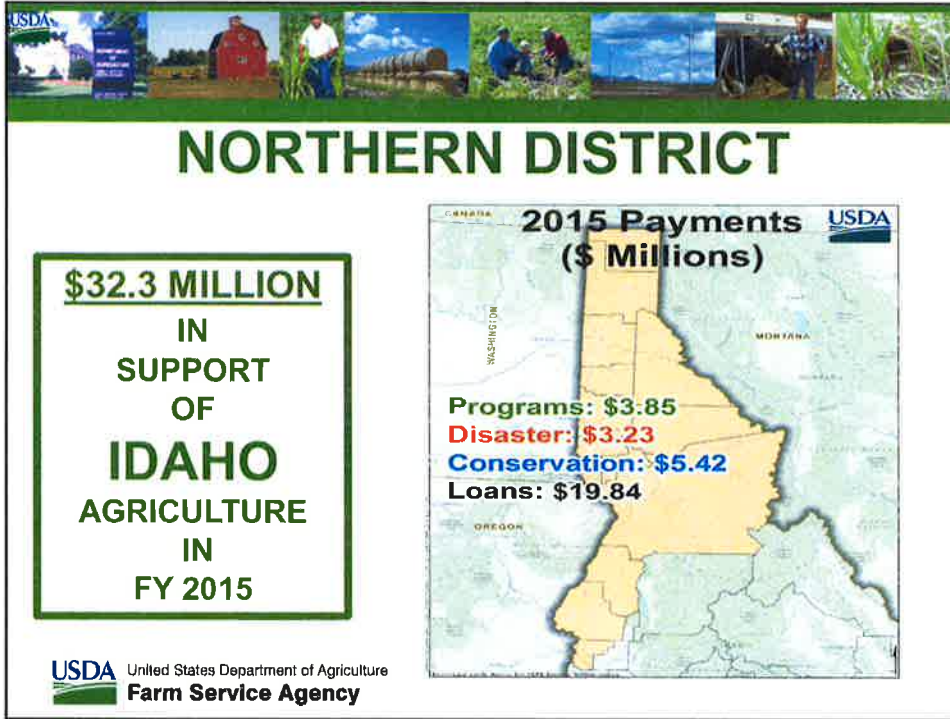 USDA
NORTHERN DISTRICT
$32.3 MILLION
IN
SUPPORT
OF
IDAHO
AGRICULTURE
IN
FY 2015
CANADA
2015 Payments
($ Millions)
USDA
WASHINGTON
MONTANA
Programs: $3.85
Disaster: $3.23
Conservation: $5.42
Loans: $19.84
OREGON
USDA
United States Department of Agriculture
Farm Service Agency